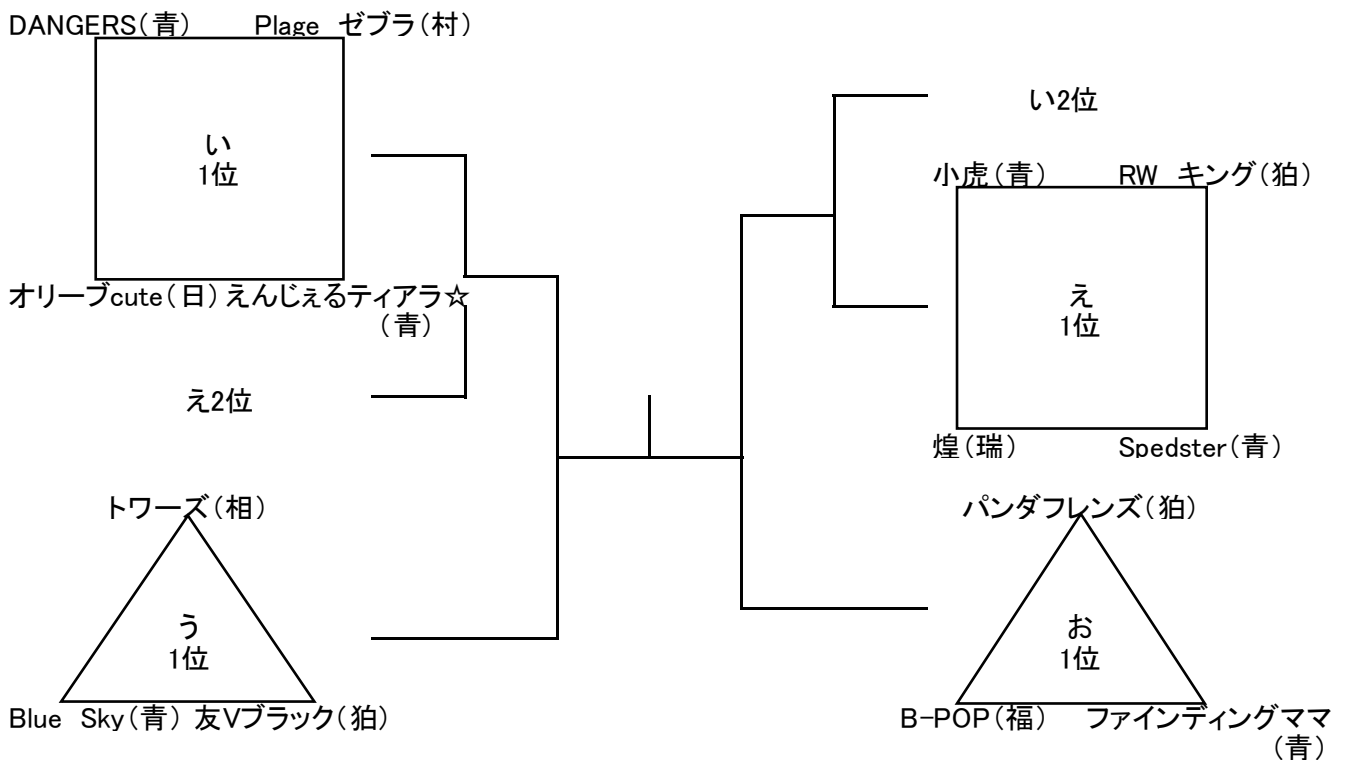 DANGERS(青) Plage ゼブラ(村)
い
1位
オリーブcute(日) えんじぇるティアラ☆
(青)
え2位
トワーズ(相)
う
1位
Blue Sky(青) 友Vブラック(狛)
い2位
小虎(青) RW キング(狛)
え
1位
煌(瑞) Spedster(青)
パンダフレンズ(狛)
お
1位
B-POP(福) ファインディングママ
(青)